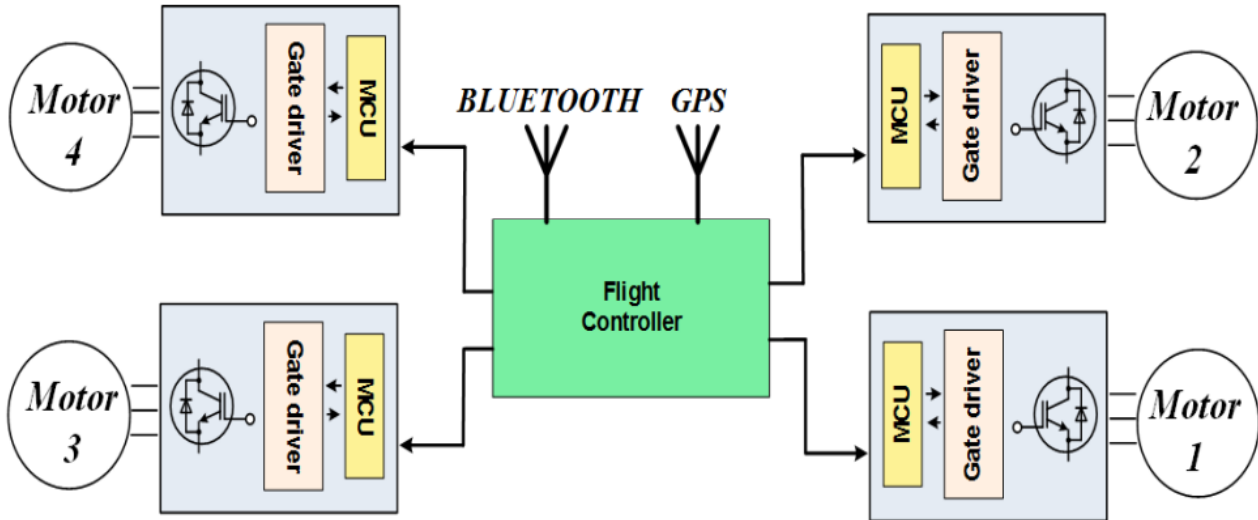 Motor
4
Gate driver
MCU
BLUETOOTH GPS
MCU
Gate driver
Motor
2
Flight
Controller
Motor
3
Gate driver
MCU
MCU
Gate driver
Motor
1